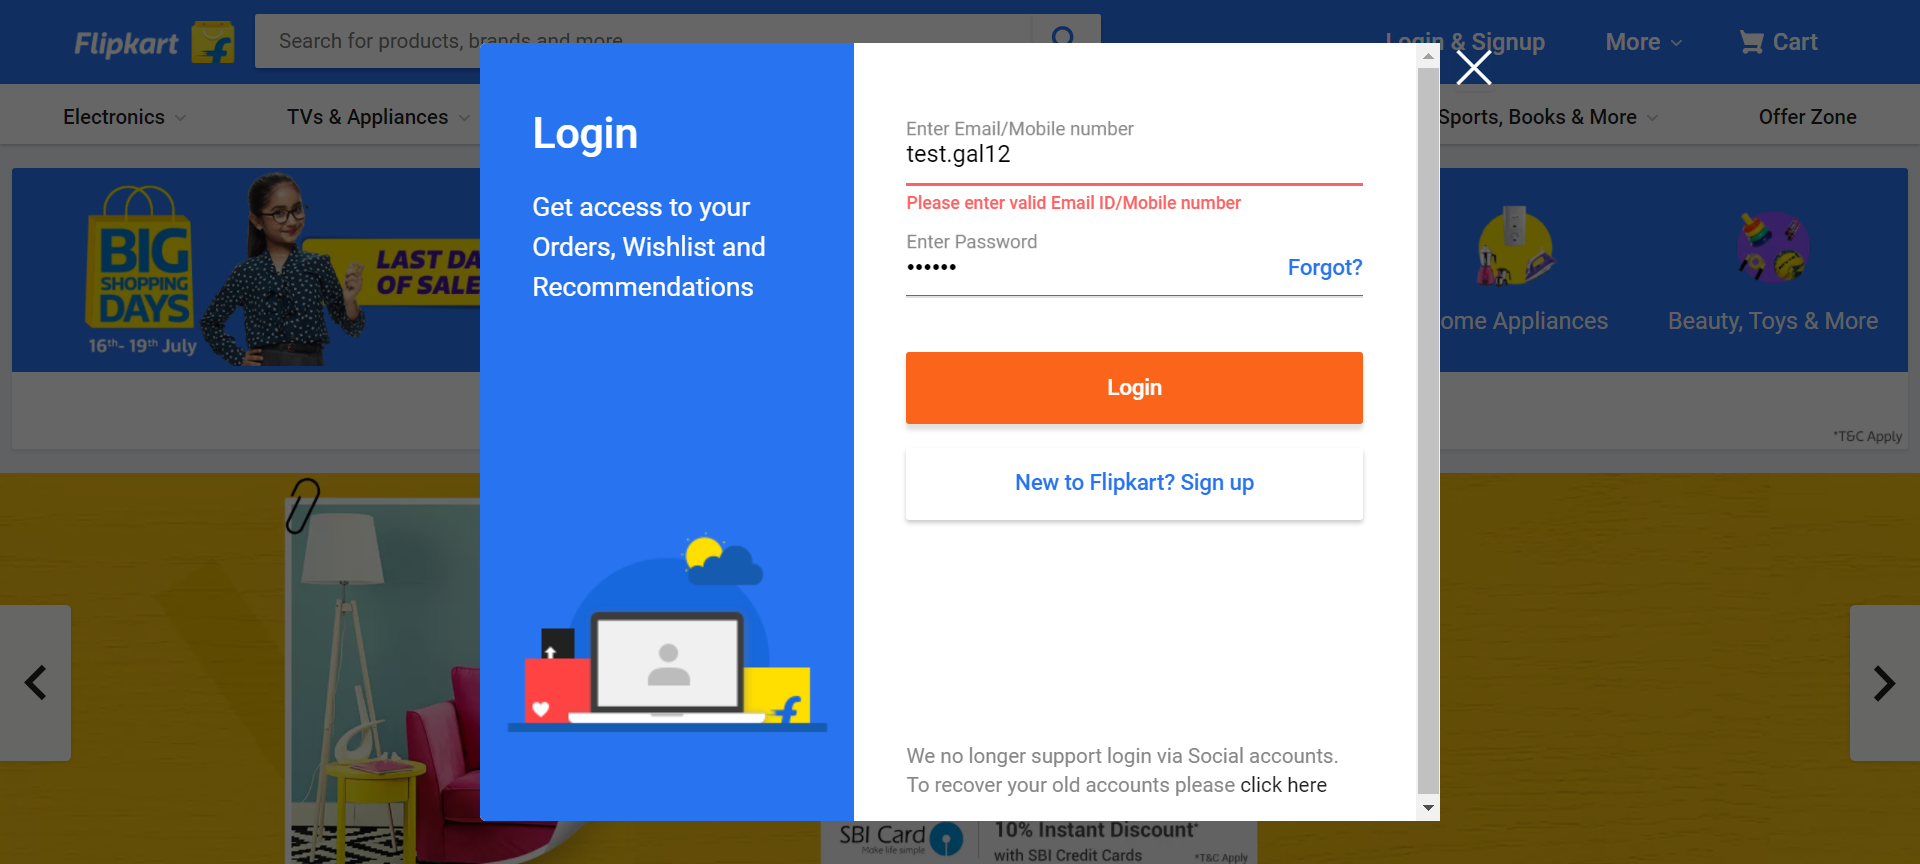 Flipkart
Search for products, brands and more
Login & Signup
More
Cart
Electronics
TVs & Appliances
Sports, Books & More
Offer Zone
BIG
SHOPPING
DAYS
16th- 19th July
LAST DA
OF SALE
ome Appliances
Beauty, Toys & More
*T&C Apply
Login
Get access to your
Orders, Wishlist and
Recommendations
Enter Email/Mobile number
test.gal12
Please enter valid Email ID/Mobile number
Enter Password
••••••
Forgot?
Login
New to Flipkart? Sign up
We no longer support login via Social accounts.
To recover your old accounts please click here
SBI Card
Make life simple
10% Instant Discount*
with SBI Credit Cards
*T&C Apply